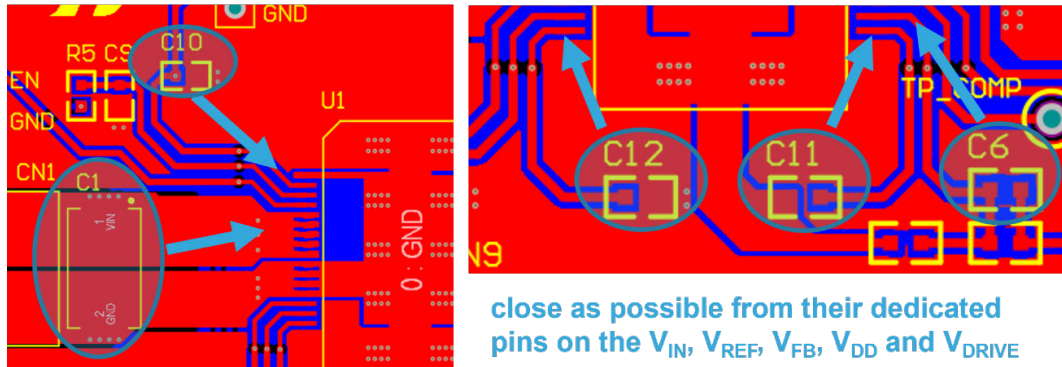 GND
C10
R5 C9
EN
GND
U1
CN1
C1
1
VIN
2
GND
0 : GND
TP_COMP
C12
C11
C6
N9
close as possible from their dedicated
pins on the VIN, VREF, VFB, VDD and VDRIVE